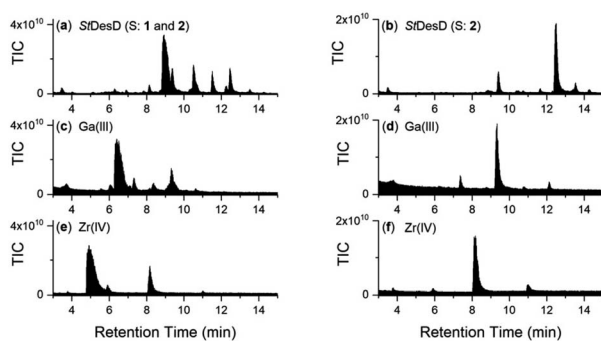 4x10¹⁰
(a) StDesD (S: 1 and 2)
TIC
0
4 6 8 10 12 14
2x10¹⁰
(b) StDesD (S: 2)
TIC
0
4 6 8 10 12 14
4x10¹⁰
(c) Ga(III)
TIC
0
4 6 8 10 12 14
2x10¹⁰
(d) Ga(III)
TIC
0
4 6 8 10 12 14
4x10¹⁰
(e) Zr(IV)
TIC
0
4 6 8 10 12 14
Retention Time (min)
2x10¹⁰
(f) Zr(IV)
TIC
0
4 6 8 10 12 14
Retention Time (min)